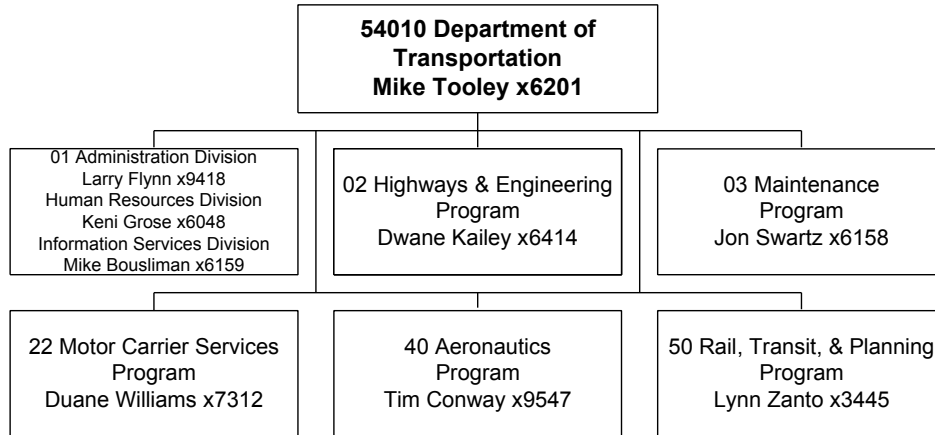 54010 Department of
Transportation
Mike Tooley x6201
01 Administration Division
Larry Flynn x9418
Human Resources Division
Keni Grose x6048
Information Services Division
Mike Bousliman x6159
02 Highways & Engineering
Program
Dwane Kailey x6414
03 Maintenance
Program
Jon Swartz x6158
22 Motor Carrier Services
Program
Duane Williams x7312
40 Aeronautics
Program
Tim Conway x9547
50 Rail, Transit, & Planning
Program
Lynn Zanto x3445